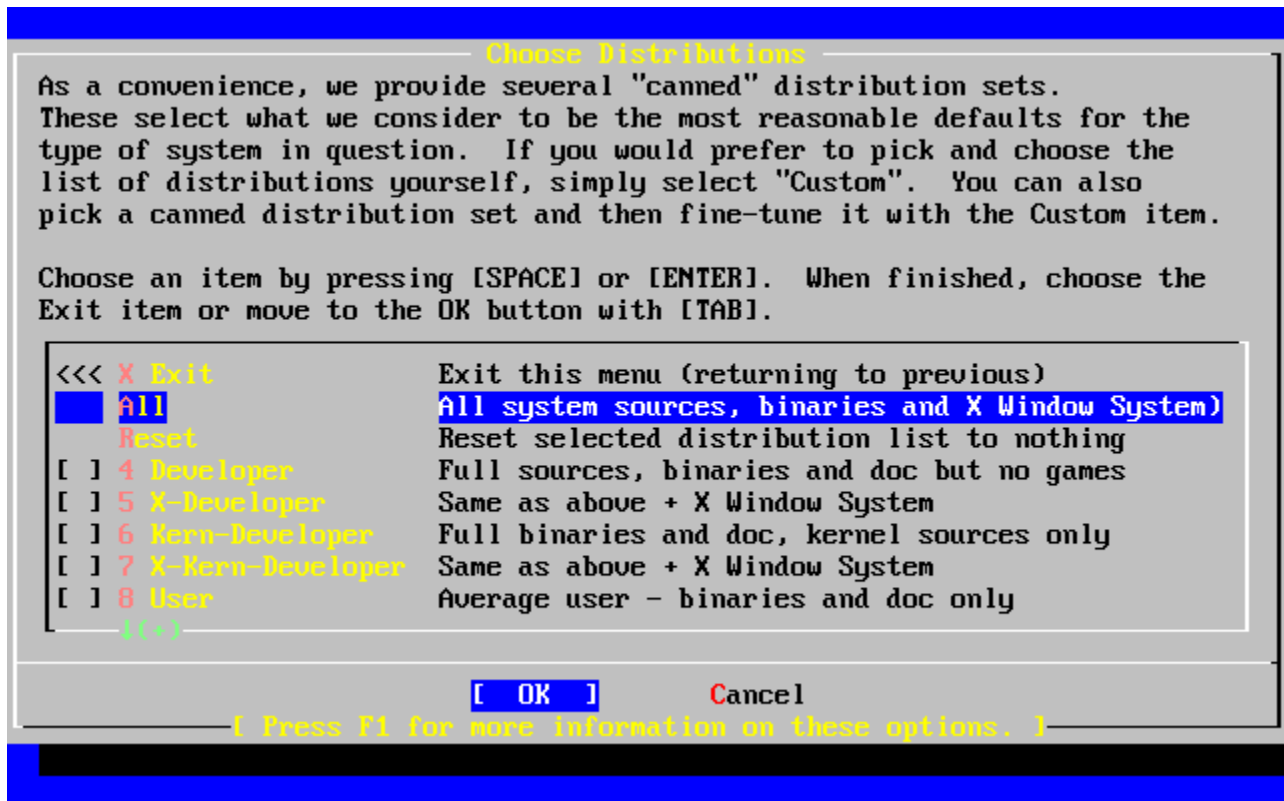 Choose Distributions
As a convenience, we provide several "canned" distribution sets.
These select what we consider to be the most reasonable defaults for the
type of system in question.  If you would prefer to pick and choose the
list of distributions yourself, simply select "Custom".  You can also
pick a canned distribution set and then fine-tune it with the Custom item.
Choose an item by pressing [SPACE] or [ENTER].  When finished, choose the
Exit item or move to the OK button with [TAB].
<<< X Exit Exit this menu (returning to previous)
All All system sources, binaries and X Window System)
Reset Reset selected distribution list to nothing
[ ] 4 Developer Full sources, binaries and doc but no games
[ ] 5 X-Developer Same as above + X Window System
[ ] 6 Kern-Developer Full binaries and doc, kernel sources only
[ ] 7 X-Kern-Developer Same as above + X Window System
[ ] 8 User Average user - binaries and doc only
↓(+)
[ OK ] Cancel
[ Press F1 for more information on these options. ]